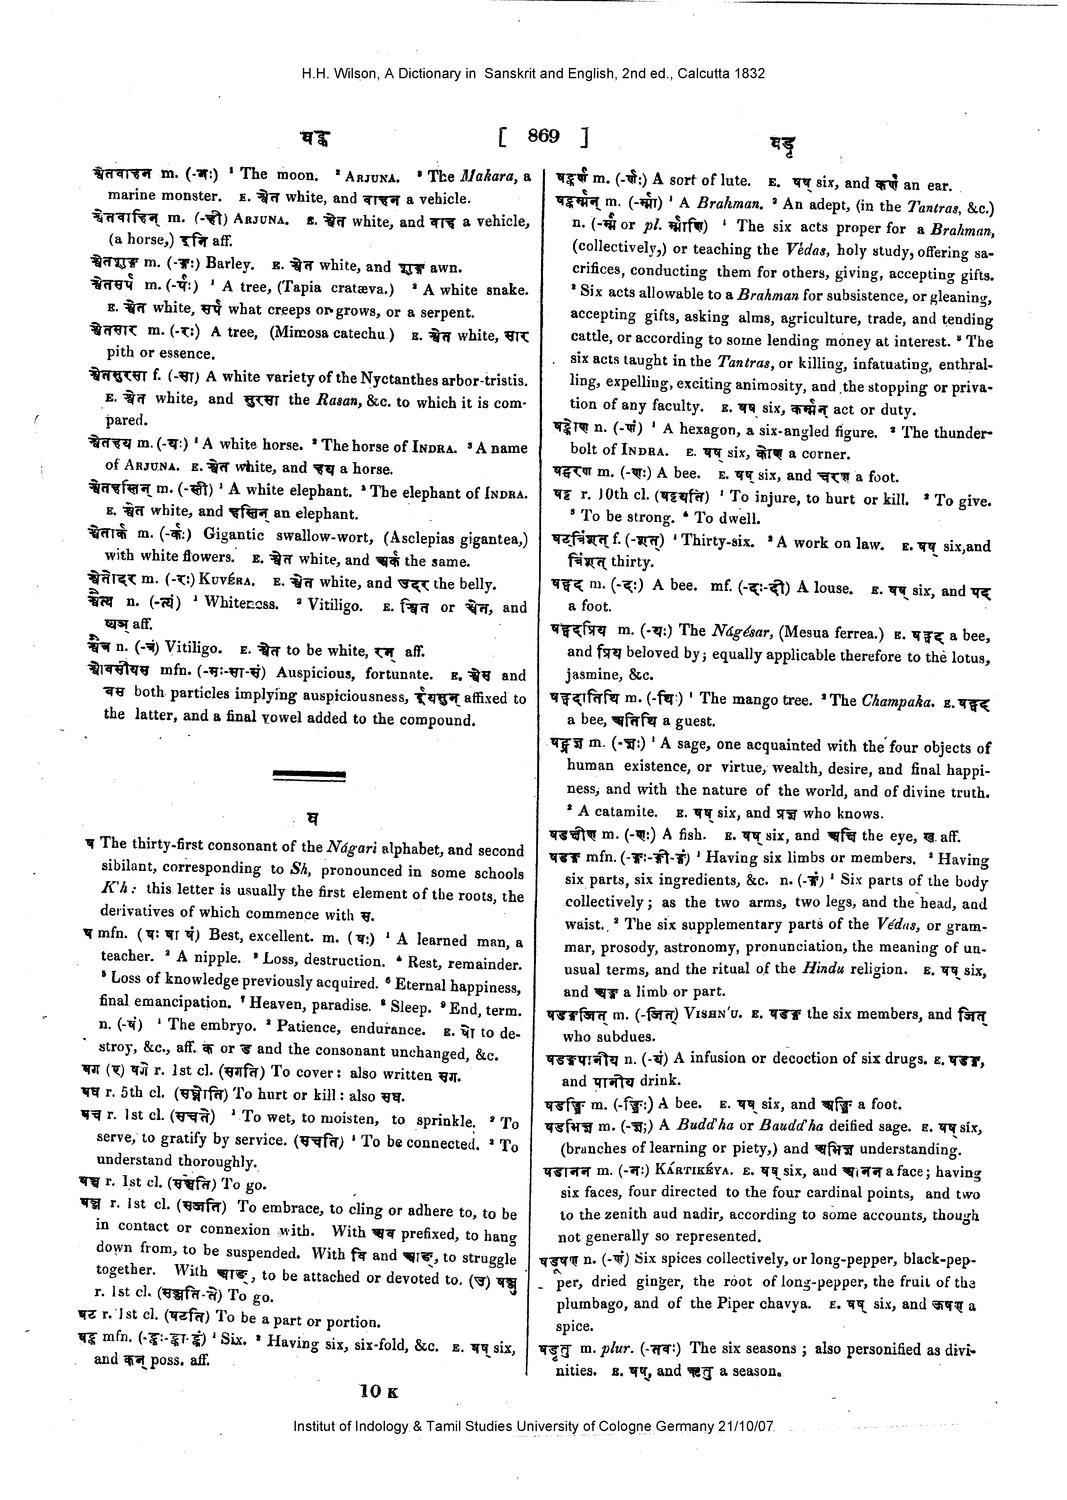 H.H. Wilson, A Dictionary in Sanskrit and English, 2nd ed., Calcutta 1832
षट्क [ 869 ] षडृ
श्वेतवाहन m. (-नः) ¹ The moon. ² ARJUNA. ³ The Makara, a
marine monster. E. श्वेत white, and वाहन a vehicle.
श्वेतवाहिन् m. (-ही) ARJUNA. E. श्वेत white, and वाह a vehicle,
(a horse,) इनि aff.
श्वेतशुङ्ग m. (-ङ्गः) Barley. E. श्वेत white, and शुङ्ग awn.
श्वेतसर्प m. (-र्पः) ¹ A tree, (Tapia cratæva.) ² A white snake.
E. श्वेत white, सर्प what creeps or grows, or a serpent.
श्वेतसार m. (-रः) A tree, (Mimosa catechu.) E. श्वेत white, सार
pith or essence.
श्वेतसुरसा f. (-सा) A white variety of the Nyctanthes arbor-tristis.
E. श्वेत white, and सुरसा the Rasan, &c. to which it is com-
pared.
श्वेतहय m. (-यः) ¹ A white horse. ² The horse of INDRA. ³ A name
of ARJUNA. E. श्वेत white, and हय a horse.
श्वेतहस्तिन् m. (-स्ती) ¹ A white elephant. ² The elephant of INDRA.
E. श्वेत white, and हस्तिन् an elephant.
श्वेतार्क m. (-र्कः) Gigantic swallow-wort, (Asclepias gigantea,)
with white flowers. E. श्वेत white, and अर्क the same.
श्वेतोदर m. (-रः) KUVÉRA. E. श्वेत white, and उदर the belly.
श्वैत्य n. (-त्यं) ¹ Whiteness. ² Vitiligo. E. श्वित or श्वेत, and
ष्यञ् aff.
श्वैत्र n. (-त्रं) Vitiligo. E. श्वेत to be white, रन् aff.
श्वोवसीयस mfn. (-सः-सा-सं) Auspicious, fortunate. E. श्वस and
वस both particles implying auspiciousness, ईयसुन् affixed to
the latter, and a final vowel added to the compound.
ष
ष The thirty-first consonant of the Nágari alphabet, and second
sibilant, corresponding to Sh, pronounced in some schools
K'h: this letter is usually the first element of the roots, the
derivatives of which commence with स.
ष mfn. (षः षा षं) Best, excellent. m. (षः) ¹ A learned man, a
teacher. ² A nipple. ³ Loss, destruction. ⁴ Rest, remainder.
⁵ Loss of knowledge previously acquired. ⁶ Eternal happiness,
final emancipation. ⁷ Heaven, paradise. ⁸ Sleep. ⁹ End, term.
n. (-षं) ¹ The embryo. ² Patience, endurance. E. षो to de-
stroy, &c., aff. क or ड and the consonant unchanged, &c.
षग (ए) षगे r. 1st cl. (सगति) To cover: also written सग.
षघ r. 5th cl. (सघ्नोति) To hurt or kill: also सघ.
षच r. 1st cl. (सचते) ¹ To wet, to moisten, to sprinkle. ² To
serve, to gratify by service. (सचति) ¹ To be connected. ² To
understand thoroughly.
षञ्च r. 1st cl. (सञ्चति) To go.
षञ्ज r. 1st cl. (सञ्जति) To embrace, to cling or adhere to, to be
in contact or connexion with. With अव prefixed, to hang
down from, to be suspended. With वि and आङ्, to struggle
together. With आङ्, to be attached or devoted to. (उ) षञ्जु
r. 1st cl. (सञ्जति-ते) To go.
षट r. 1st cl. (षटति) To be a part or portion.
षट्क mfn. (-ट्कः-ट्का-ट्कं) ¹ Six. ² Having six, six-fold, &c. E. षष् six,
and कन् poss. aff.
10 K
षट्कर्ण m. (-र्णः) A sort of lute. E. षष् six, and कर्ण an ear.
षट्कर्म्मन् m. (-र्म्मा) ¹ A Brahman. ² An adept, (in the Tantras, &c.)
n. (-र्म्म or pl. र्म्माणि) ¹ The six acts proper for a Brahman,
(collectively,) or teaching the Védas, holy study, offering sa-
crifices, conducting them for others, giving, accepting gifts.
² Six acts allowable to a Brahman for subsistence, or gleaning,
accepting gifts, asking alms, agriculture, trade, and tending
cattle, or according to some lending money at interest. ³ The
six acts taught in the Tantras, or killing, infatuating, enthral-
ling, expelling, exciting animosity, and the stopping or priva-
tion of any faculty. E. षष् six, कर्म्मन् act or duty.
षट्कोण n. (-णं) ¹ A hexagon, a six-angled figure. ² The thunder-
bolt of INDRA. E. षष् six, कोण a corner.
षट्चरण m. (-णः) A bee. E. षष् six, and चरण a foot.
षट्ट r. 10th cl. (षट्टयति) ¹ To injure, to hurt or kill. ² To give.
³ To be strong. ⁴ To dwell.
षट्त्रिंशत् f. (-शत्) ¹ Thirty-six. ² A work on law. E. षष् six, and
त्रिंशत् thirty.
षट्पद m. (-दः) A bee. mf. (-दः-दी) A louse. E. षष् six, and पद्
a foot.
षट्पदप्रिय m. (-यः) The Nágésar, (Mesua ferrea.) E. षट्पद a bee,
and प्रिय beloved by; equally applicable therefore to the lotus,
jasmine, &c.
षट्पदातिथि m. (-थिः) ¹ The mango tree. ² The Champaka. E. षट्पद
a bee, अतिथि a guest.
षट्प्रज्ञ m. (-ज्ञः) ¹ A sage, one acquainted with the four objects of
human existence, or virtue, wealth, desire, and final happi-
ness, and with the nature of the world, and of divine truth.
² A catamite. E. षष् six, and प्रज्ञ who knows.
षडक्षीण m. (-णः) A fish. E. षष् six, and अक्षि the eye, ख aff.
षडङ्ग mfn. (-ङ्गः-ङ्गी-ङ्गं) ¹ Having six limbs or members. ² Having
six parts, six ingredients, &c. n. (-ङ्गं) ¹ Six parts of the body
collectively; as the two arms, two legs, and the head, and
waist. ² The six supplementary parts of the Védas, or gram-
mar, prosody, astronomy, pronunciation, the meaning of un-
usual terms, and the ritual of the Hindu religion. E. षष् six,
and अङ्ग a limb or part.
षडङ्गजित् m. (-जित्) VISHN'U. E. षडङ्ग the six members, and जित्
who subdues.
षडङ्गपानीय n. (-यं) A infusion or decoction of six drugs. E. षडङ्ग,
and पानीय drink.
षडङ्घ्रि m. (-ङ्घ्रिः) A bee. E. षष् six, and अङ्घ्रि a foot.
षडभिज्ञ m. (-ज्ञः) A Budd'ha or Baudd'ha deified sage. E. षष् six,
(branches of learning or piety,) and अभिज्ञ understanding.
षडानन m. (-नः) KÁRTIKÉYA. E. षष् six, and आनन a face; having
six faces, four directed to the four cardinal points, and two
to the zenith aud nadir, according to some accounts, though
not generally so represented.
षडूषण n. (-णं) Six spices collectively, or long-pepper, black-pep-
per, dried ginger, the root of long-pepper, the fruit of the
plumbago, and of the Piper chavya. E. षष् six, and ऊषण a
spice.
षडृतु m. plur. (-तवः) The six seasons; also personified as divi-
nities. E. षष्, and ऋतु a season.
Institut of Indology & Tamil Studies University of Cologne Germany 21/10/07